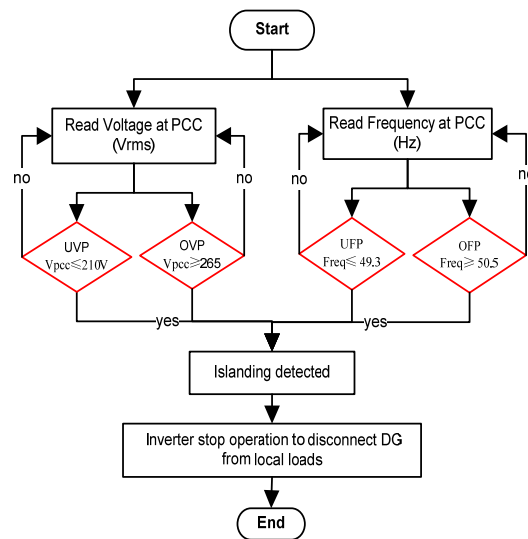 Start
Read Voltage at PCC
(Vrms)
Read Frequency at PCC
(Hz)
no
no
no
no
UVP
Vpcc≤210V
OVP
Vpcc≥265
UFP
Freq≤ 49.3
OFP
Freq≥ 50.5
yes
yes
Islanding detected
Inverter stop operation to disconnect DG
from local loads
End